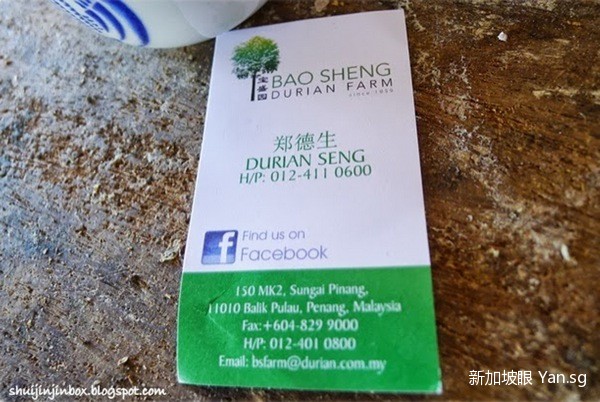 宝盛园
BAO SHENG
DURIAN FARM
since 1959
郑德生
DURIAN SENG
H/P: 012-411 0600
f
Find us on
Facebook
150 MK2, Sungai Pinang,
11010 Balik Pulau, Penang, Malaysia
Fax:+604-829 9000
H/P: 012-401 0800
Email: bsfarm@durian.com.my
shuijinjinbox.blogspot.com
新加坡眼 Yan.sg